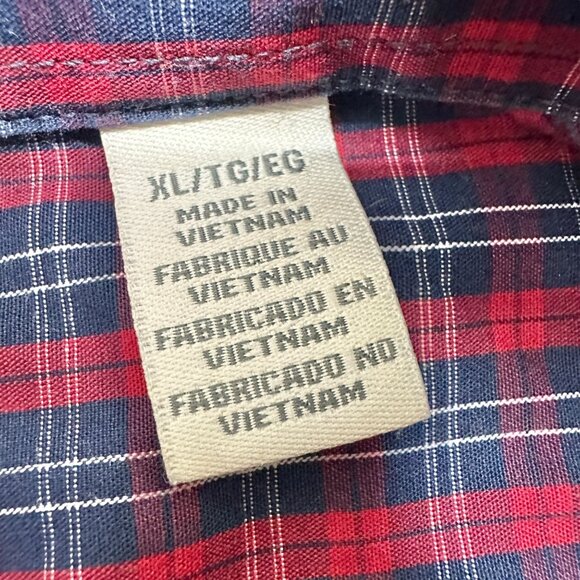 XL/TG/EG
MADE IN
VIETNAM
FABRIQUE AU
VIETNAM
FABRICADO EN
VIETNAM
FABRICADO NO
VIETNAM